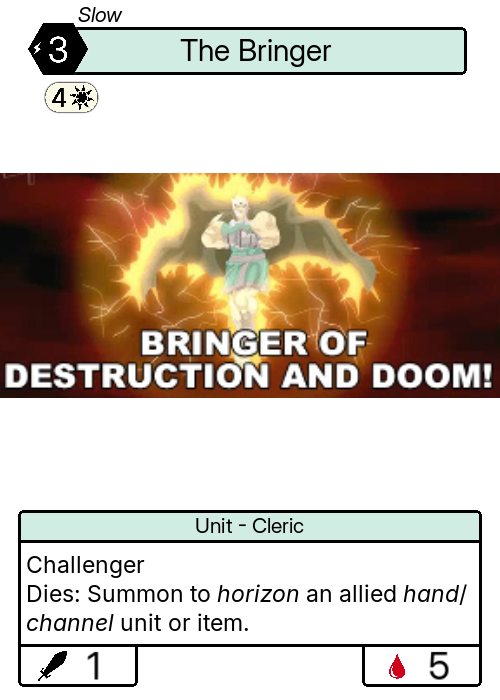 Slow
3 The Bringer
4
BRINGER OF
DESTRUCTION AND DOOM!
Unit - Cleric
Challenger
Dies: Summon to horizon an allied hand/
channel unit or item.
1 5